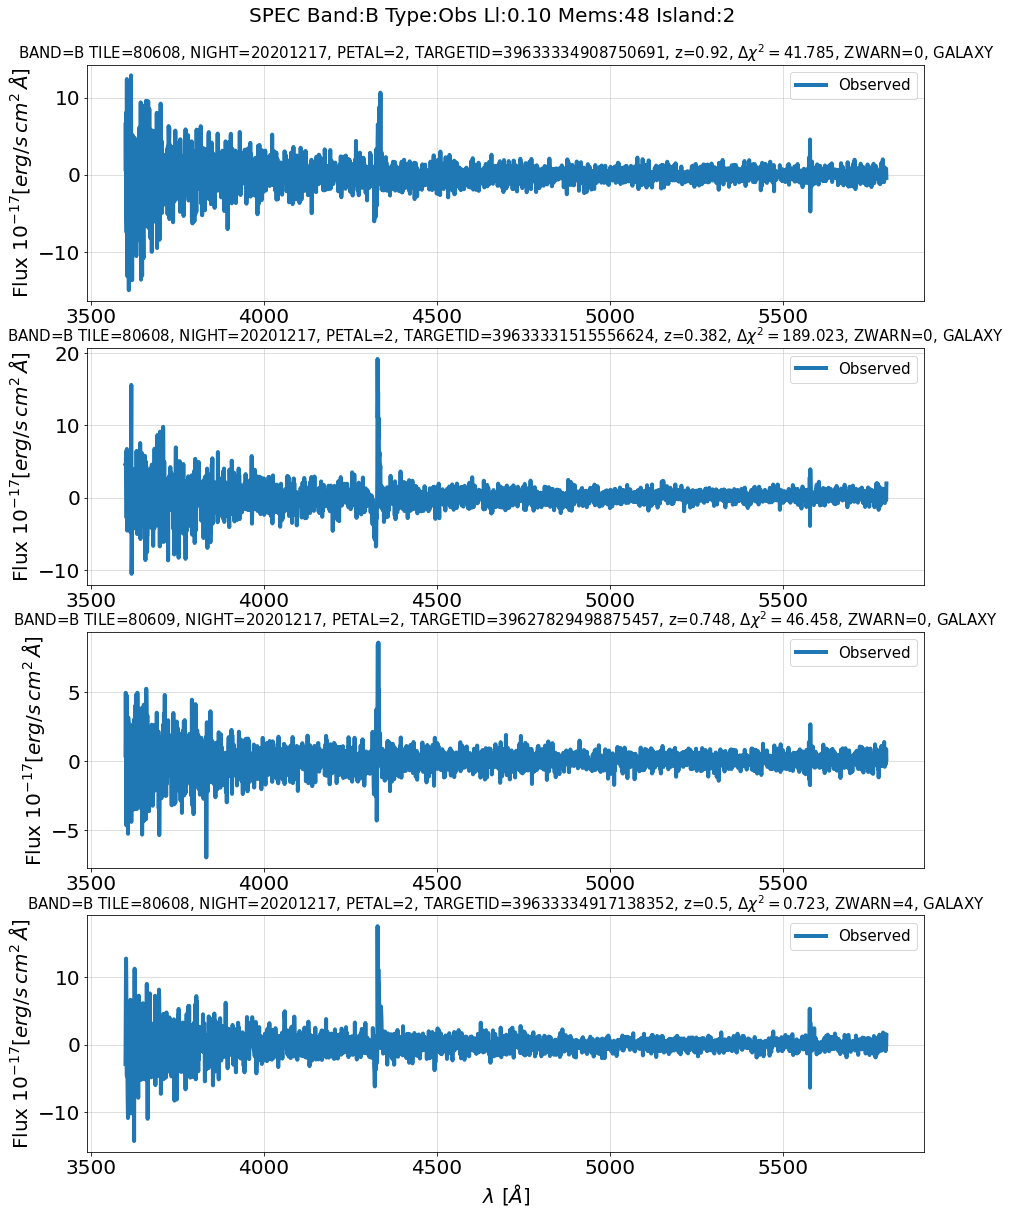 SPEC Band:B Type:Obs Ll:0.10 Mems:48 Island:2
BAND=B TILE=80608, NIGHT=20201217, PETAL=2, TARGETID=39633334908750691, z=0.92, Δχ² = 41.785, ZWARN=0, GALAXY
Flux 10⁻¹⁷[erg/s cm² Å]
10
0
−10
Observed
3500 4000 4500 5000 5500
BAND=B TILE=80608, NIGHT=20201217, PETAL=2, TARGETID=39633331515556624, z=0.382, Δχ² = 189.023, ZWARN=0, GALAXY
Flux 10⁻¹⁷[erg/s cm² Å]
20
10
0
−10
Observed
3500 4000 4500 5000 5500
BAND=B TILE=80609, NIGHT=20201217, PETAL=2, TARGETID=39627829498875457, z=0.748, Δχ² = 46.458, ZWARN=0, GALAXY
Flux 10⁻¹⁷[erg/s cm² Å]
5
0
−5
Observed
3500 4000 4500 5000 5500
BAND=B TILE=80608, NIGHT=20201217, PETAL=2, TARGETID=39633334917138352, z=0.5, Δχ² = 0.723, ZWARN=4, GALAXY
Flux 10⁻¹⁷[erg/s cm² Å]
10
0
−10
Observed
3500 4000 4500 5000 5500
λ [Å]